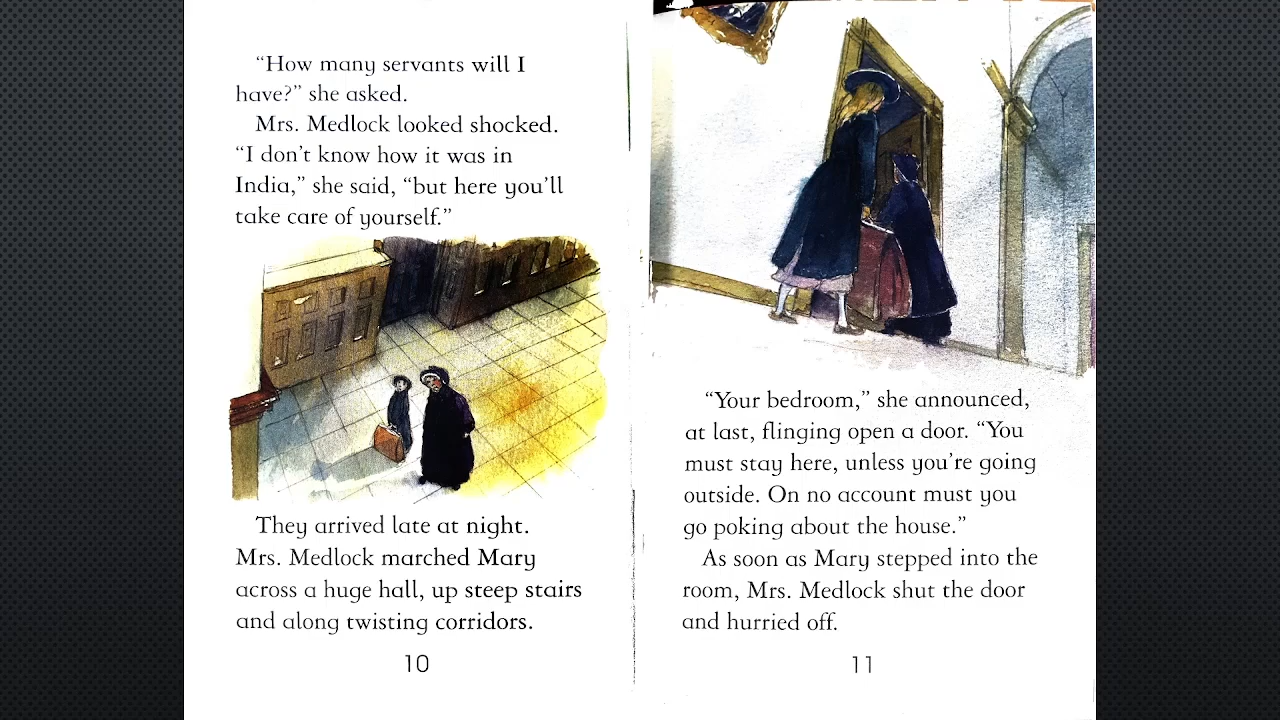 “How many servants will I
have?” she asked.
Mrs. Medlock looked shocked.
“I don’t know how it was in
India,” she said, “but here you’ll
take care of yourself.”
They arrived late at night.
Mrs. Medlock marched Mary
across a huge hall, up steep stairs
and along twisting corridors.
10
“Your bedroom,” she announced,
at last, flinging open a door. “You
must stay here, unless you’re going
outside. On no account must you
go poking about the house.”
As soon as Mary stepped into the
room, Mrs. Medlock shut the door
and hurried off.
11